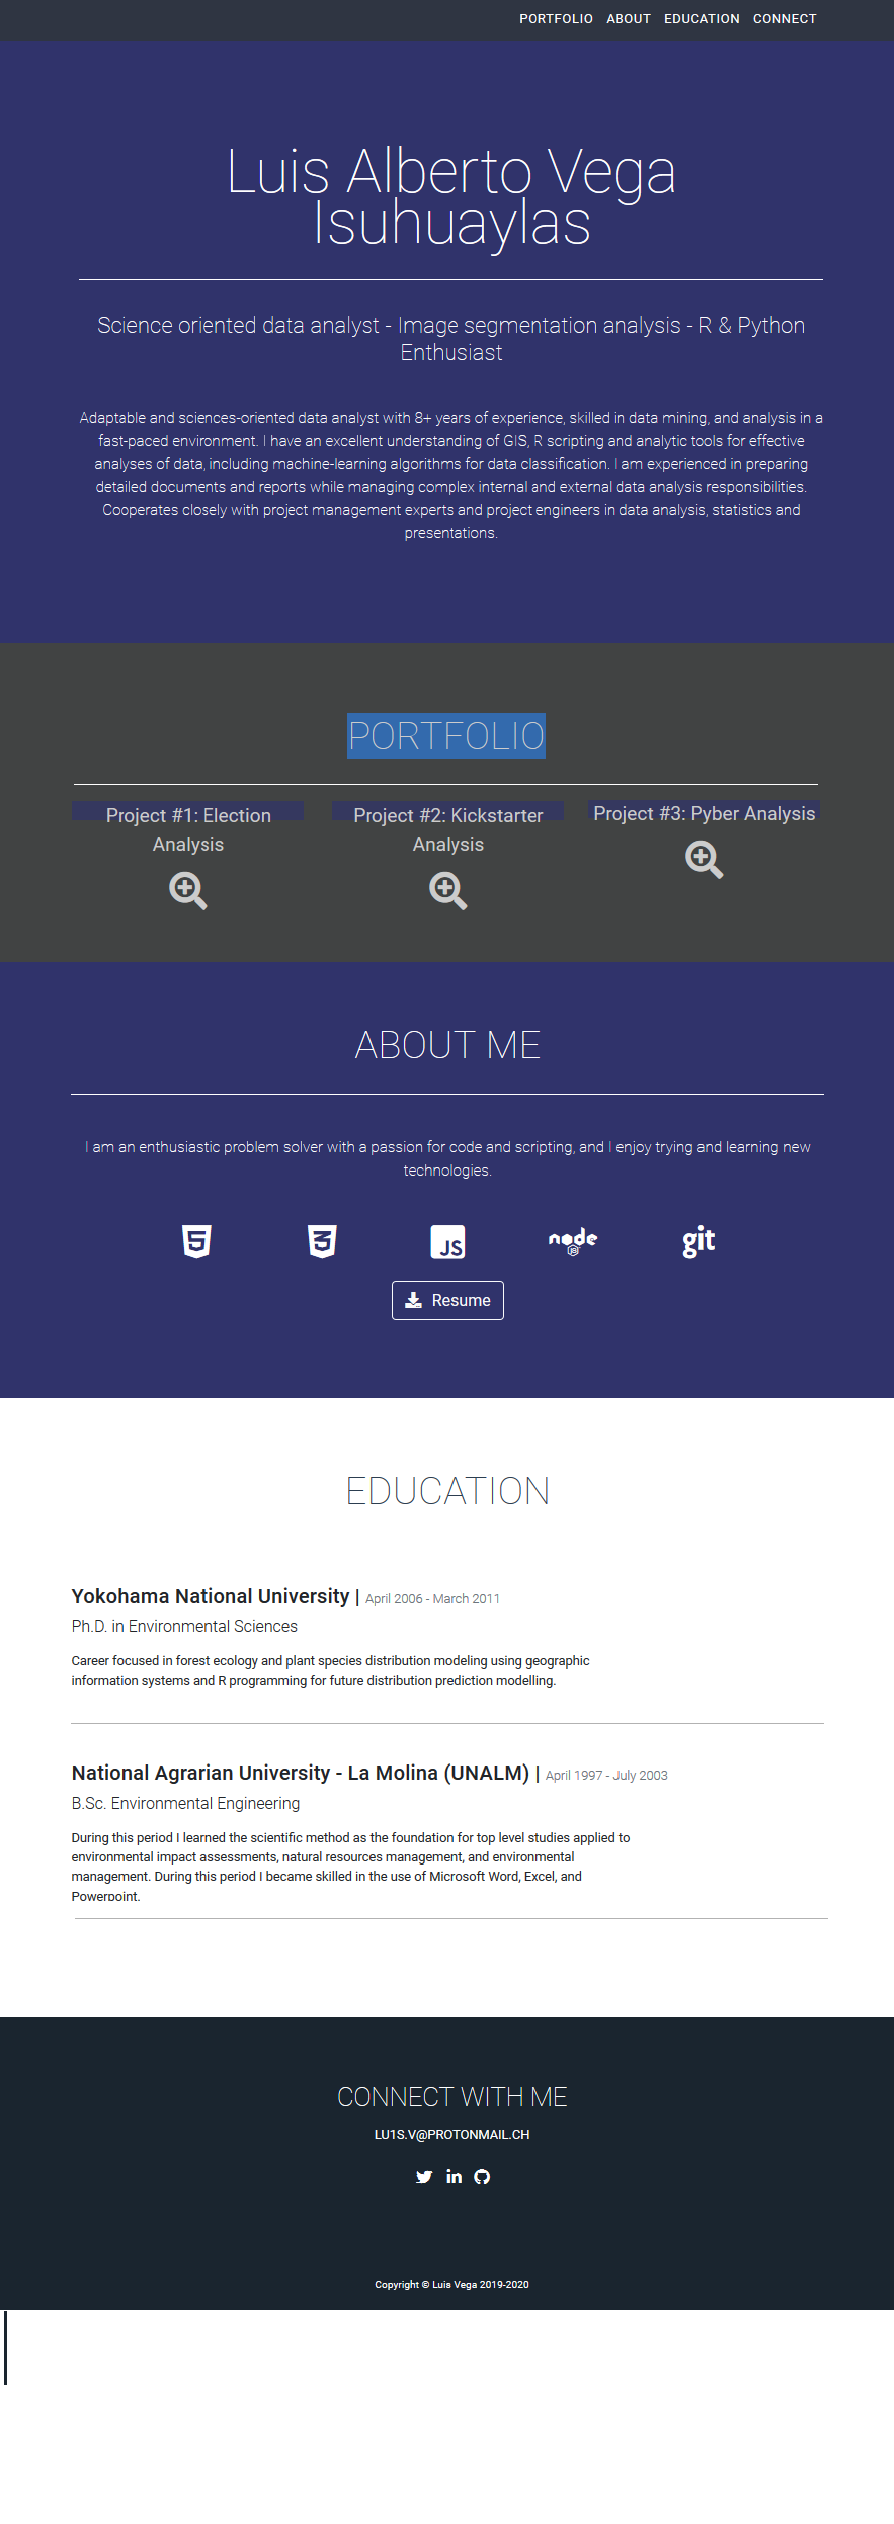 PORTFOLIO ABOUT EDUCATION CONNECT
Luis Alberto Vega
Isuhuaylas
Science oriented data analyst - Image segmentation analysis - R & Python
Enthusiast
Adaptable and sciences-oriented data analyst with 8+ years of experience, skilled in data mining, and analysis in a
fast-paced environment. I have an excellent understanding of GIS, R scripting and analytic tools for effective
analyses of data, including machine-learning algorithms for data classification. I am experienced in preparing
detailed documents and reports while managing complex internal and external data analysis responsibilities.
Cooperates closely with project management experts and project engineers in data analysis, statistics and
presentations.
PORTFOLIO
Project #1: Election
Analysis
Project #2: Kickstarter
Analysis
Project #3: Pyber Analysis
ABOUT ME
I am an enthusiastic problem solver with a passion for code and scripting, and I enjoy trying and learning new
technologies.
5 3 JS node JS git
Resume
EDUCATION
Yokohama National University | April 2006 - March 2011
Ph.D. in Environmental Sciences
Career focused in forest ecology and plant species distribution modeling using geographic
information systems and R programming for future distribution prediction modelling.
National Agrarian University - La Molina (UNALM) | April 1997 - July 2003
B.Sc. Environmental Engineering
During this period I learned the scientific method as the foundation for top level studies applied to
environmental impact assessments, natural resources management, and environmental
management. During this period I became skilled in the use of Microsoft Word, Excel, and
Powerpoint.
CONNECT WITH ME
LU1S.V@PROTONMAIL.CH
in
Copyright © Luis Vega 2019-2020